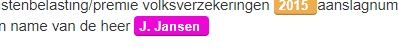 stenbelasting/premie volksverzekeringen 2015 aanslagnum
n name van de heer J. Jansen